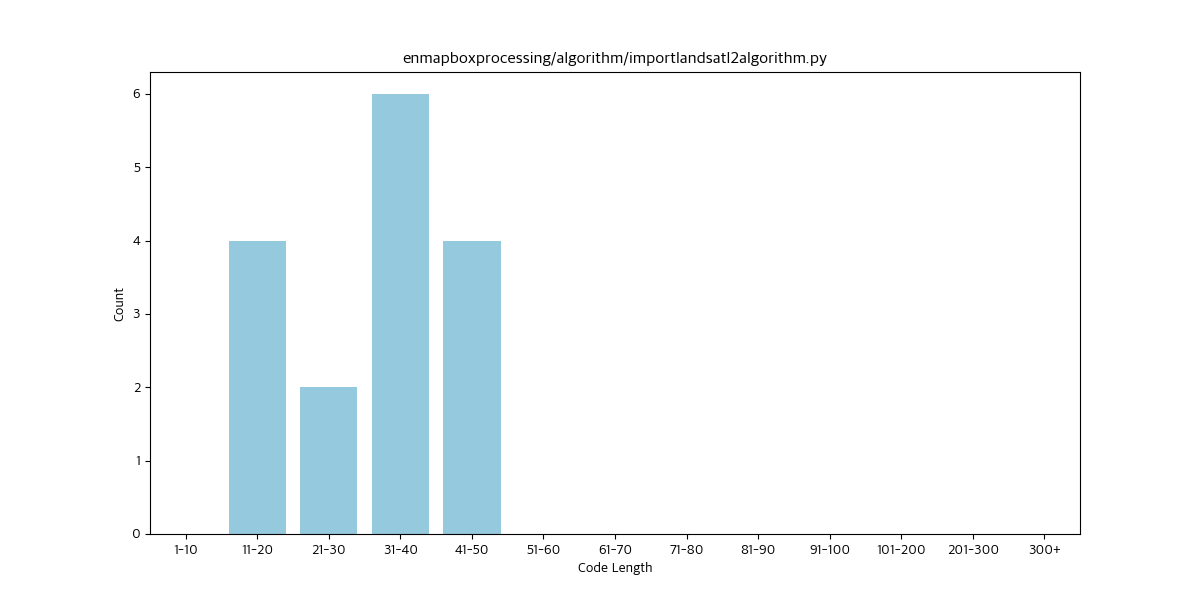 enmapboxprocessing/algorithm/importlandsatl2algorithm.py
6
5
4
3
2
1
0
Count
1-10 11-20 21-30 31-40 41-50 51-60 61-70 71-80 81-90 91-100 101-200 201-300 300+
Code Length